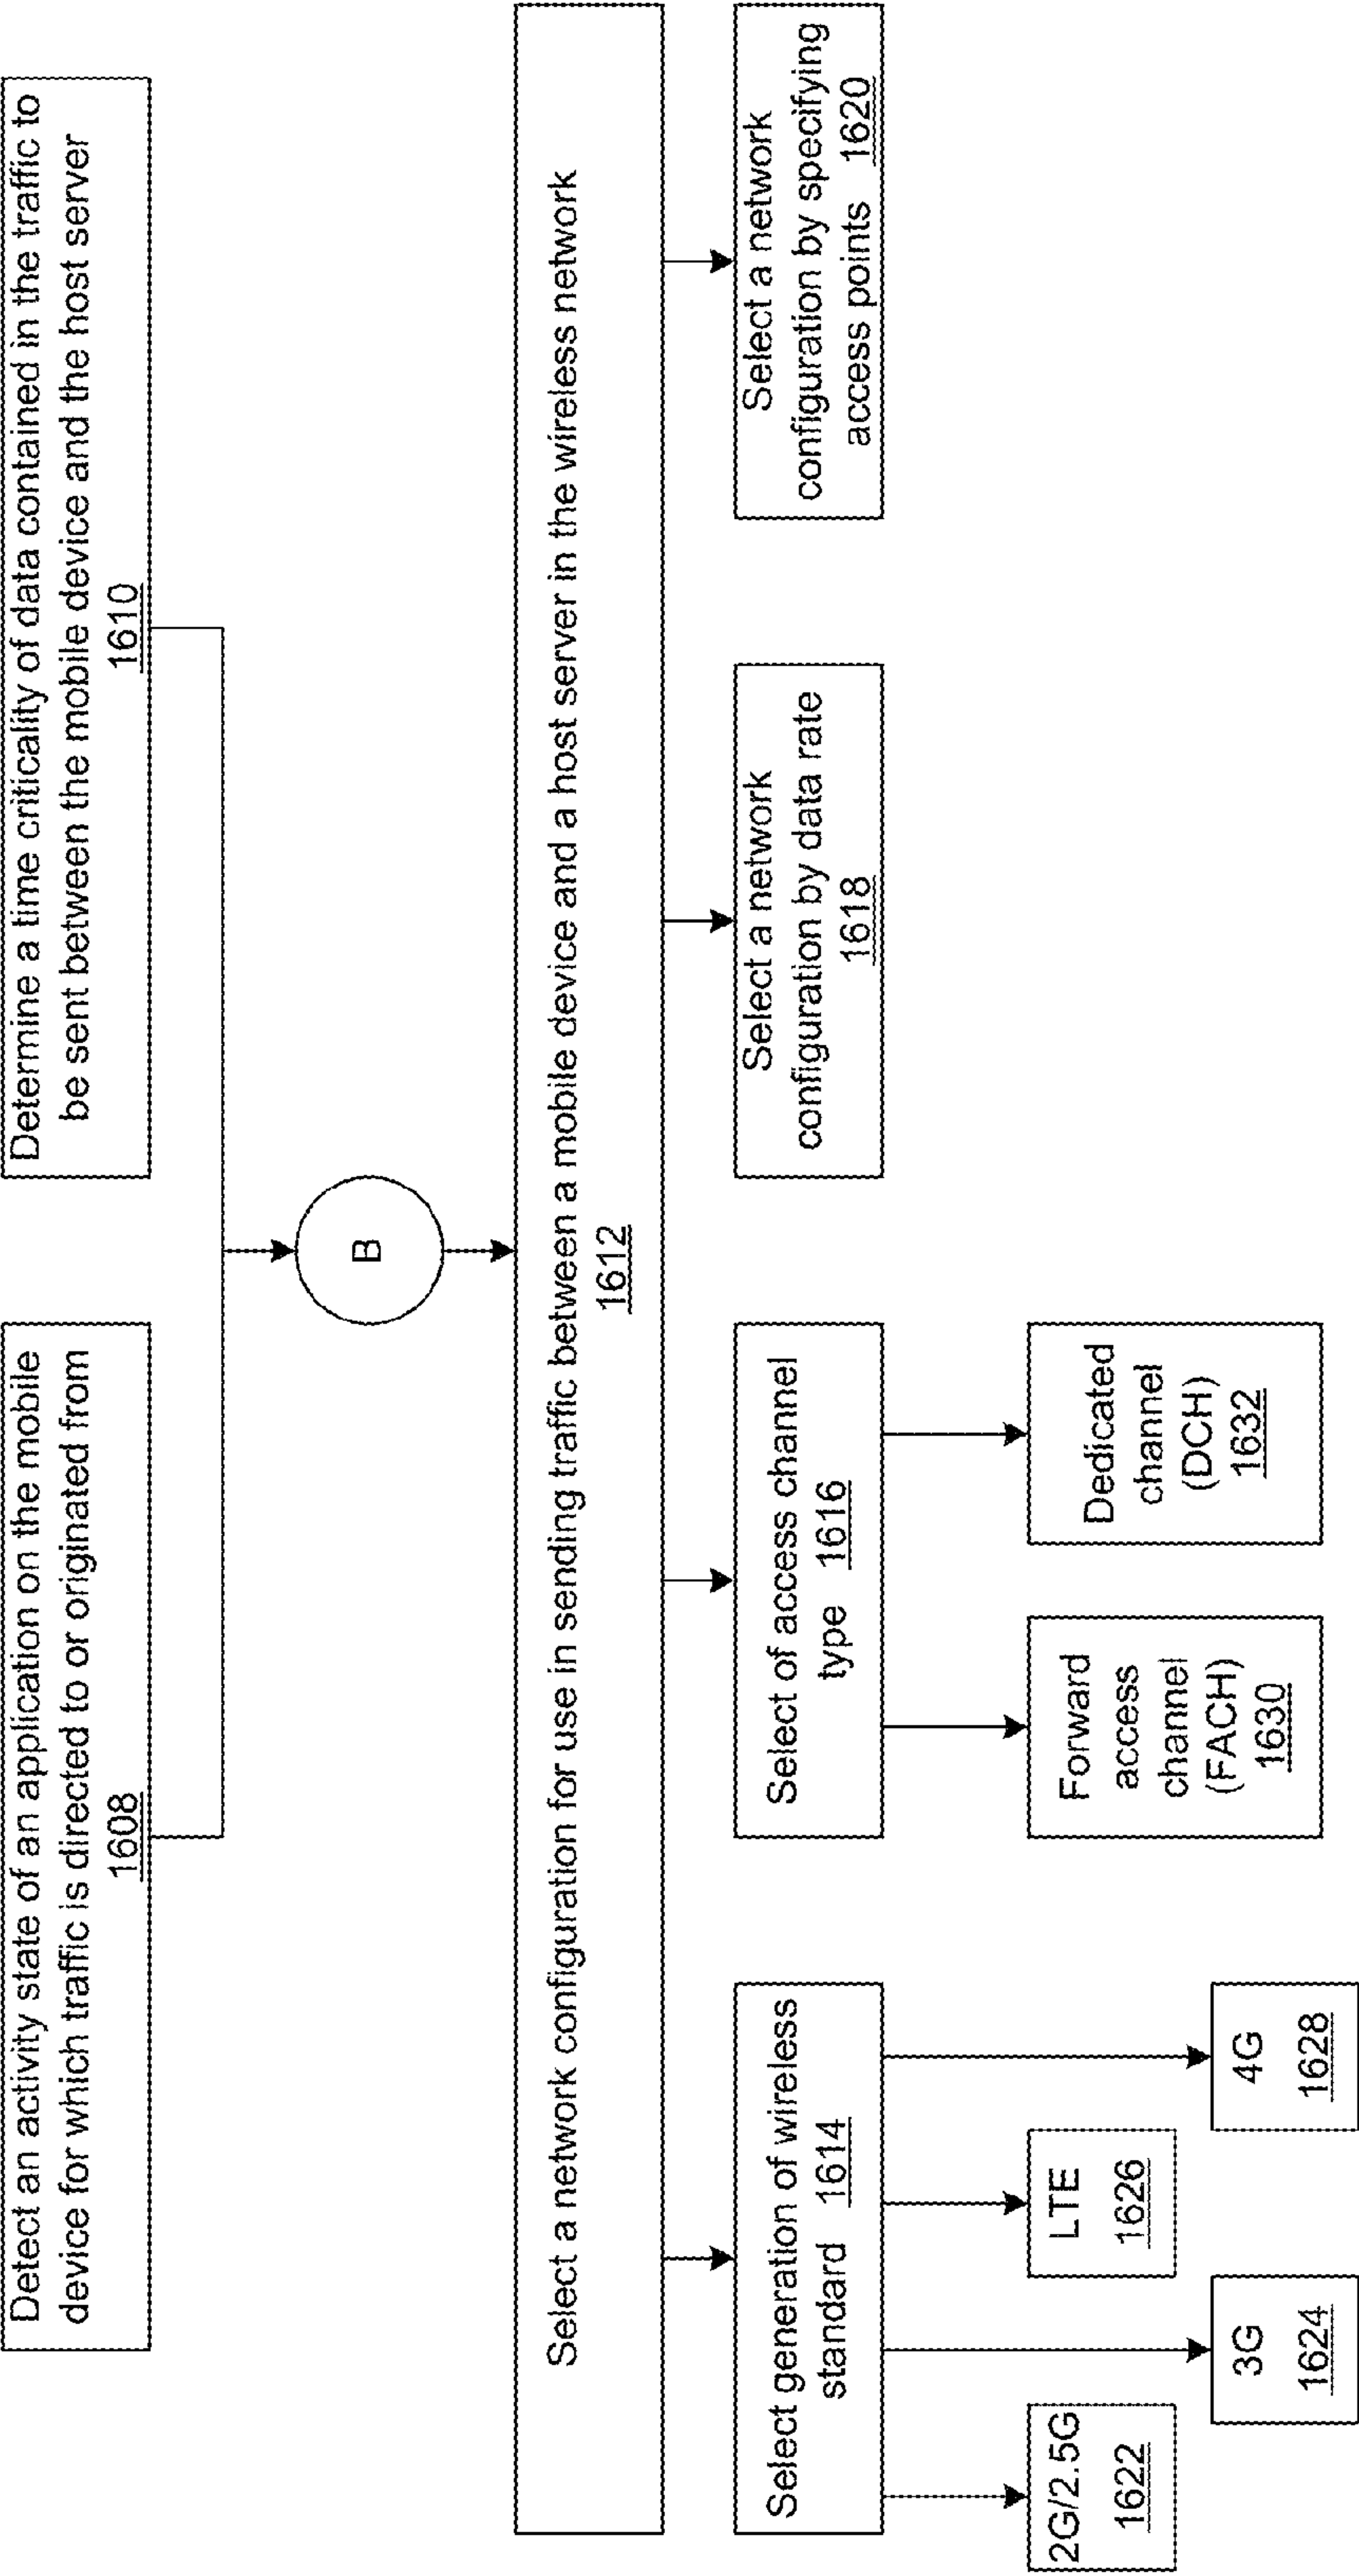 Detect an activity state of an application on the mobile
device for which traffic is directed to or originated from
1608
Determine a time criticality of data contained in the traffic to
be sent between the mobile device and the host server
1610
B
Select a network configuration for use in sending traffic between a mobile device and a host server in the wireless network
1612
Select generation of wireless
standard 1614
Select of access channel
type 1616
Select a network
configuration by data rate
1618
Select a network
configuration by specifying
access points 1620
2G/2.5G
1622
3G
1624
LTE
1626
4G
1628
Forward
access
channel
(FACH)
1630
Dedicated
channel
(DCH)
1632